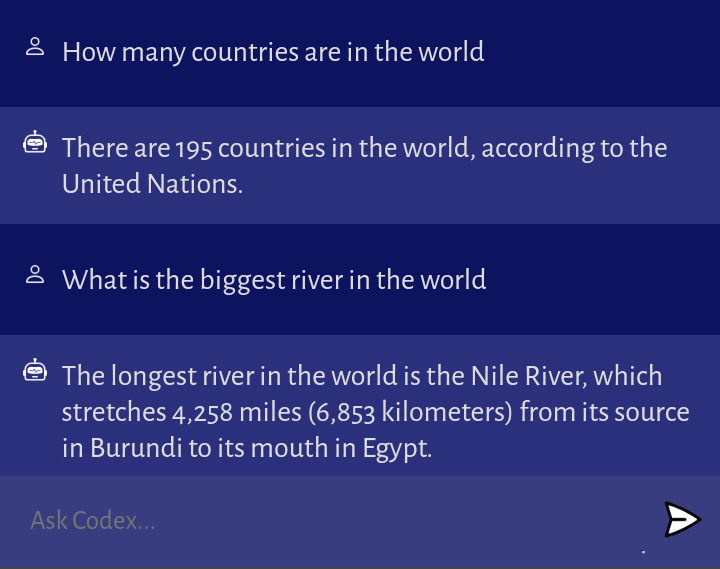 How many countries are in the world
There are 195 countries in the world, according to the
United Nations.
What is the biggest river in the world
The longest river in the world is the Nile River, which
stretches 4,258 miles (6,853 kilometers) from its source
in Burundi to its mouth in Egypt.
Ask Codex...